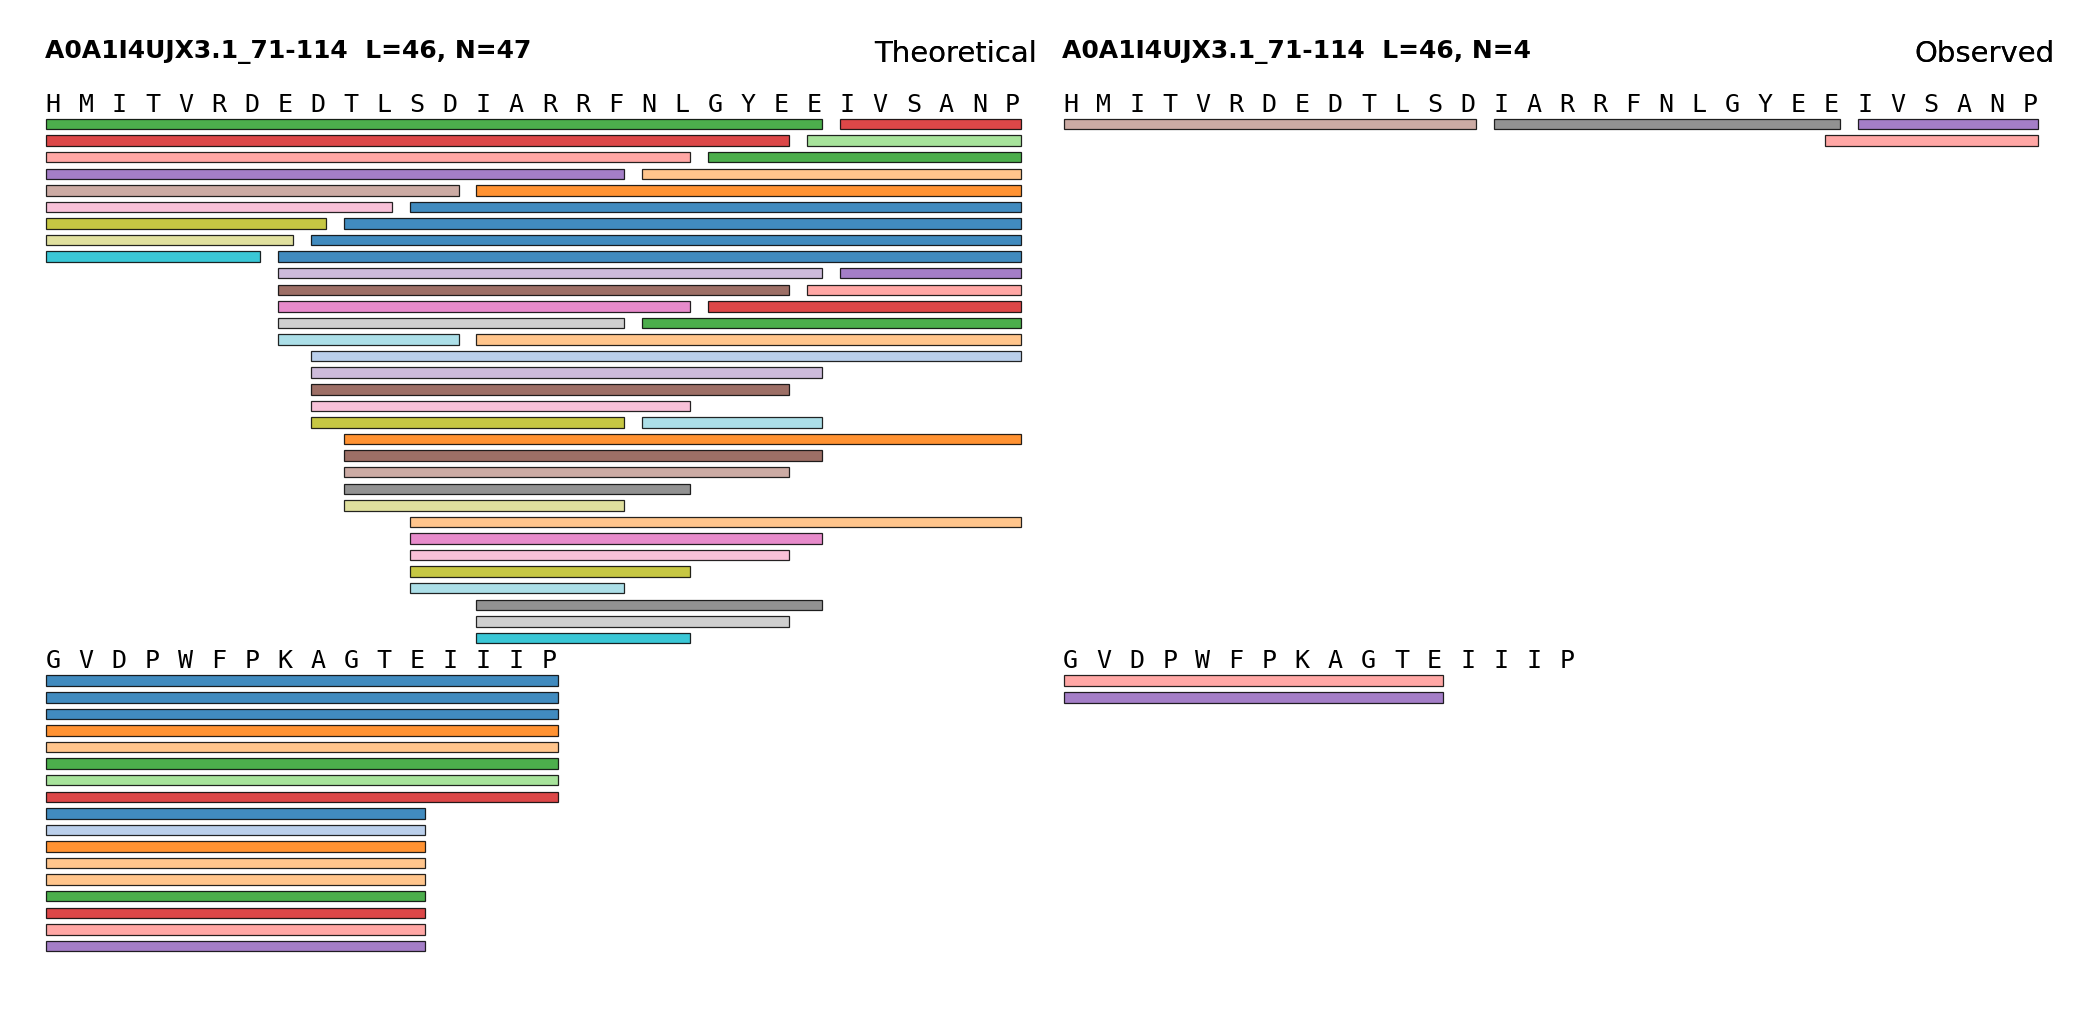 A0A1I4UJX3.1_71-114 L=46, N=47
Theoretical
H M I T V R D E D T L S D I A R R F N L G Y E E I V S A N P
G V D P W F P K A G T E I I I P
A0A1I4UJX3.1_71-114 L=46, N=4
Observed
H M I T V R D E D T L S D I A R R F N L G Y E E I V S A N P
G V D P W F P K A G T E I I I P